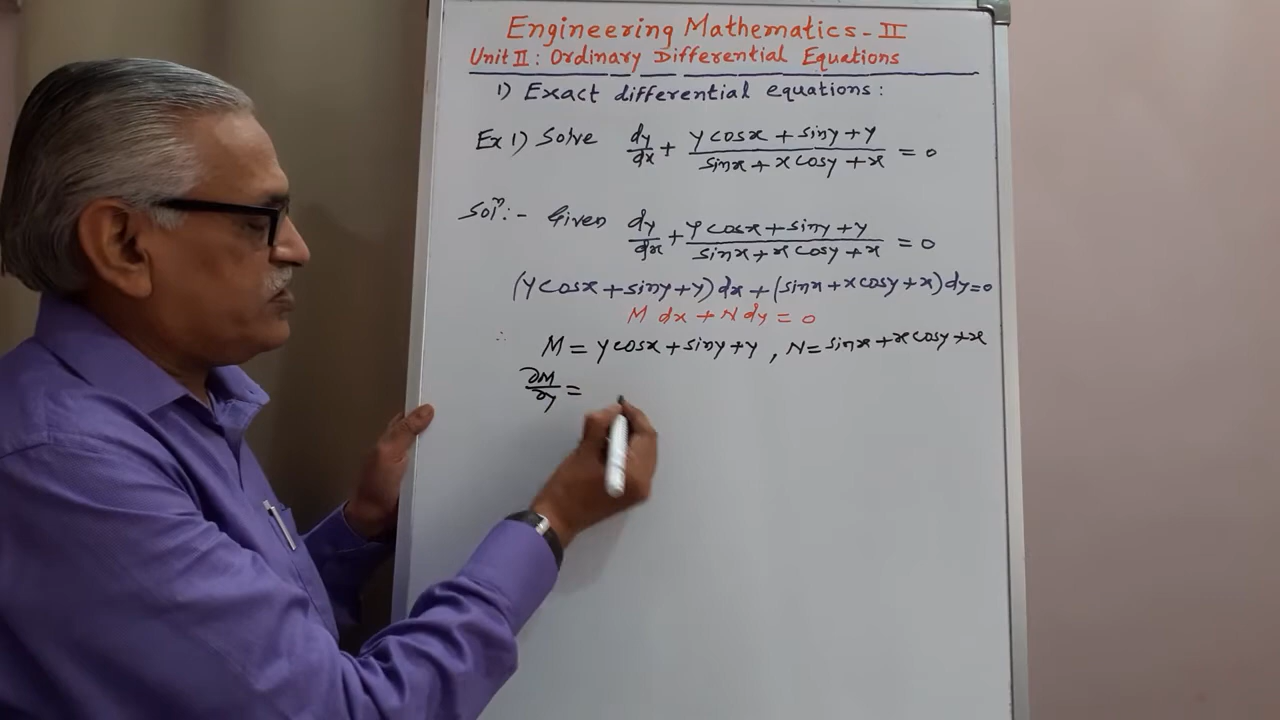 Engineering Mathematics - II
Unit II : Ordinary Differential Equations
1) Exact differential equations :
Ex 1) Solve dy/dx + (y cosx + siny + y)/(sinx + x cosy + x) = 0
Solⁿ :- Given dy/dx + (y cosx + siny + y)/(sinx + x cosy + x) = 0
(y cosx + siny + y) dx + (sinx + x cosy + x) dy = 0
M dx + N dy = 0
∴ M = y cosx + siny + y , N = sinx + x cosy + x
∂M/∂y =